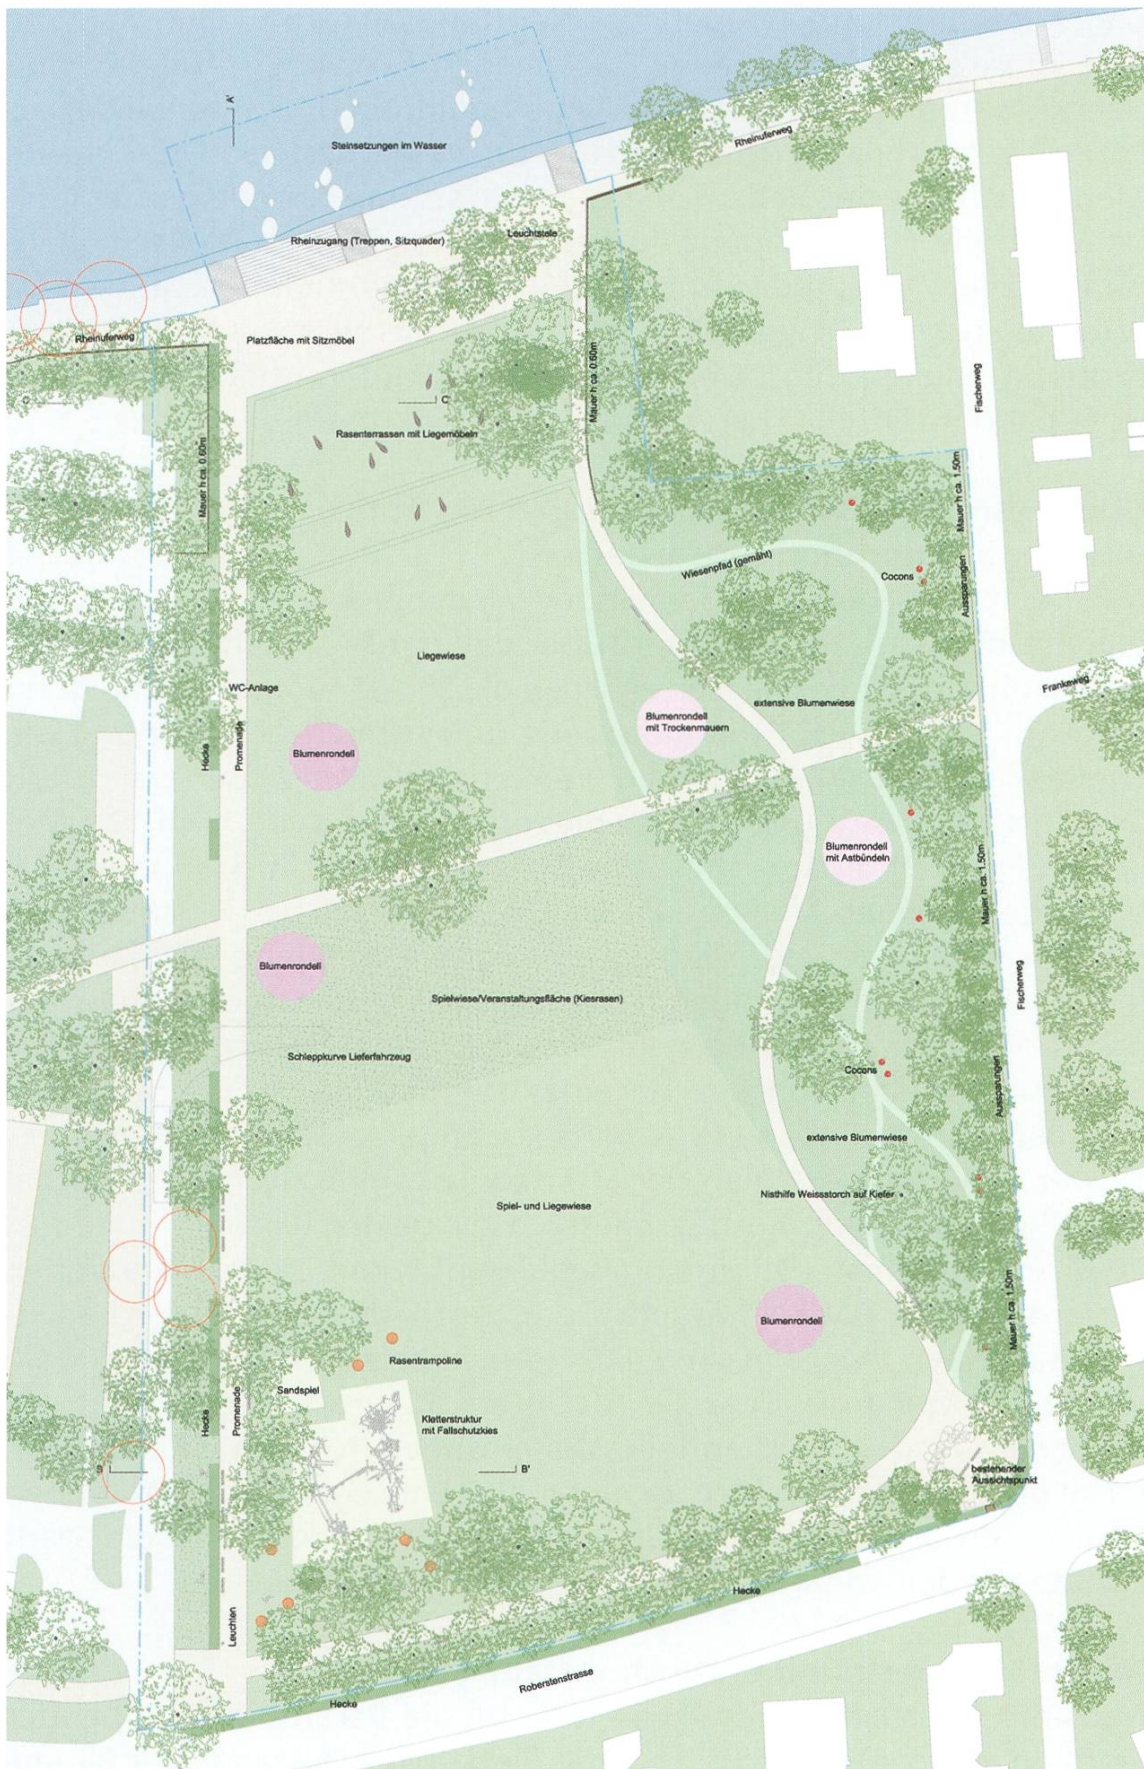 A'
Steinsetzungen im Wasser
Rheinuferweg
Rheinzugang (Treppen, Sitzquader)
Leuchtstele
Rheinuferweg
Platzfläche mit Sitzmöbel
Mauer h ca. 0.60m
Fischerweg
C
C'
Rasenterrassen mit Liegemöbeln
Mauer h ca. 0.60m
Mauer h ca. 1.50m
Wiesenpfad (gemäht)
Cocons
Aussparungen
Liegewiese
WC-Anlage
Frankeweg
extensive Blumenwiese
Blumenrondell
mit Trockenmauern
Hecke
Promenade
Blumenrondell
Blumenrondell
mit Astbündeln
Mauer h ca. 1.50m
Blumenrondell
Fischerweg
Spielwiese/Veranstaltungsfläche (Kiesrasen)
Schleppkurve Lieferfahrzeug
Cocons
Aussparungen
extensive Blumenwiese
Nisthilfe Weissstorch auf Kiefer
Spiel- und Liegewiese
Mauer h ca. 1.50m
Blumenrondell
Rasentrampoline
Sandspiel
Hecke
Promenade
Kletterstruktur
mit Fallschutzkies
B
B'
bestehender
Aussichtspunkt
Hecke
Leuchten
Roberstenstrasse
Hecke